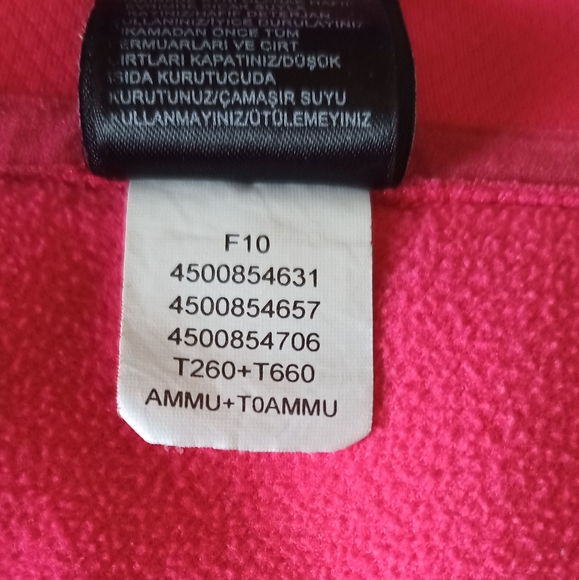 KULLANINIZ/İYİCE DURULAYINIZ
YIKAMADAN ÖNCE TÜM
FERMUARLARI VE CIRT
CIRTLARI KAPATINIZ/DÜŞÜK
ISIDA KURUTUCUDA
KURUTUNUZ/ÇAMAŞIR SUYU
KULLANMAYINIZ/ÜTÜLEMEYİNİZ
F10
4500854631
4500854657
4500854706
T260+T660
AMMU+T0AMMU